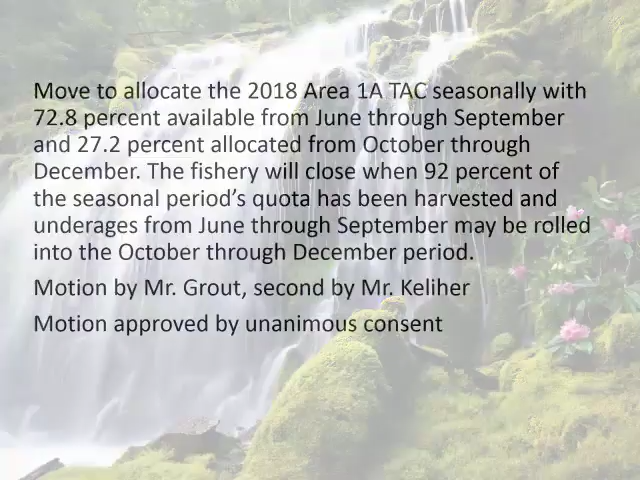 Move to allocate the 2018 Area 1A TAC seasonally with
72.8 percent available from June through September
and 27.2 percent allocated from October through
December. The fishery will close when 92 percent of
the seasonal period’s quota has been harvested and
underages from June through September may be rolled
into the October through December period.
Motion by Mr. Grout, second by Mr. Keliher
Motion approved by unanimous consent